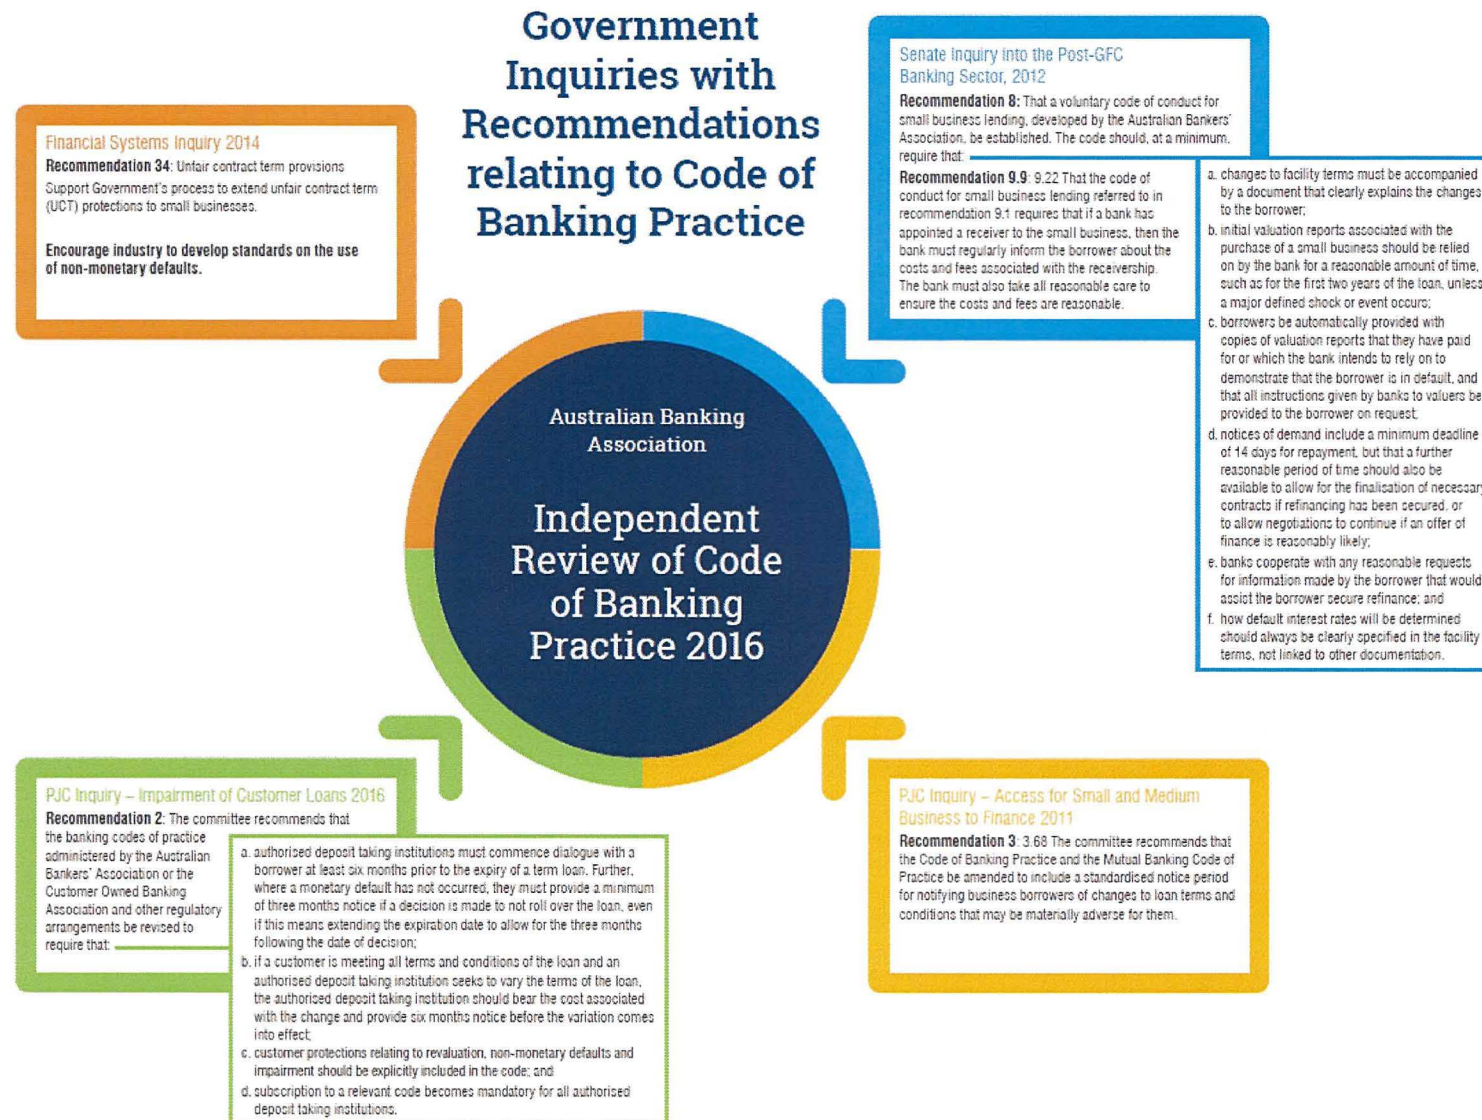 Government
Inquiries with
Recommendations
relating to Code of
Banking Practice
Financial Systems Inquiry 2014
Recommendation 34: Unfair contract term provisions
Support Government's process to extend unfair contract term
(UCT) protections to small businesses.
Encourage industry to develop standards on the use
of non-monetary defaults.
Senate Inquiry into the Post-GFC
Banking Sector, 2012
Recommendation 8: That a voluntary code of conduct for
small business lending, developed by the Australian Bankers'
Association, be established. The code should, at a minimum,
require that:
Recommendation 9.9: 9.22 That the code of
conduct for small business lending referred to in
recommendation 9.1 requires that if a bank has
appointed a receiver to the small business, then the
bank must regularly inform the borrower about the
costs and fees associated with the receivership.
The bank must also take all reasonable care to
ensure the costs and fees are reasonable.
a. changes to facility terms must be accompanied
by a document that clearly explains the changes
to the borrower;
b. initial valuation reports associated with the
purchase of a small business should be relied
on by the bank for a reasonable amount of time,
such as for the first two years of the loan, unless
a major defined shock or event occurs;
c. borrowers be automatically provided with
copies of valuation reports that they have paid
for or which the bank intends to rely on to
demonstrate that the borrower is in default, and
that all instructions given by banks to valuers be
provided to the borrower on request;
d. notices of demand include a minimum deadline
of 14 days for repayment, but that a further
reasonable period of time should also be
available to allow for the finalisation of necessary
contracts if refinancing has been secured, or
to allow negotiations to continue if an offer of
finance is reasonably likely;
e. banks cooperate with any reasonable requests
for information made by the borrower that would
assist the borrower secure refinance; and
f. how default interest rates will be determined
should always be clearly specified in the facility
terms, not linked to other documentation.
Australian Banking
Association
Independent
Review of Code
of Banking
Practice 2016
PJC Inquiry – Impairment of Customer Loans 2016
Recommendation 2: The committee recommends that
the banking codes of practice
administered by the Australian
Bankers' Association or the
Customer Owned Banking
Association and other regulatory
arrangements be revised to
require that:
a. authorised deposit taking institutions must commence dialogue with a
borrower at least six months prior to the expiry of a term loan. Further,
where a monetary default has not occurred, they must provide a minimum
of three months notice if a decision is made to not roll over the loan, even
if this means extending the expiration date to allow for the three months
following the date of decision;
b. if a customer is meeting all terms and conditions of the loan and an
authorised deposit taking institution seeks to vary the terms of the loan,
the authorised deposit taking institution should bear the cost associated
with the change and provide six months notice before the variation comes
into effect;
c. customer protections relating to revaluation, non-monetary defaults and
impairment should be explicitly included in the code; and
d. subscription to a relevant code becomes mandatory for all authorised
deposit taking institutions.
PJC Inquiry – Access for Small and Medium
Business to Finance 2011
Recommendation 3: 3.68 The committee recommends that
the Code of Banking Practice and the Mutual Banking Code of
Practice be amended to include a standardised notice period
for notifying business borrowers of changes to loan terms and
conditions that may be materially adverse for them.